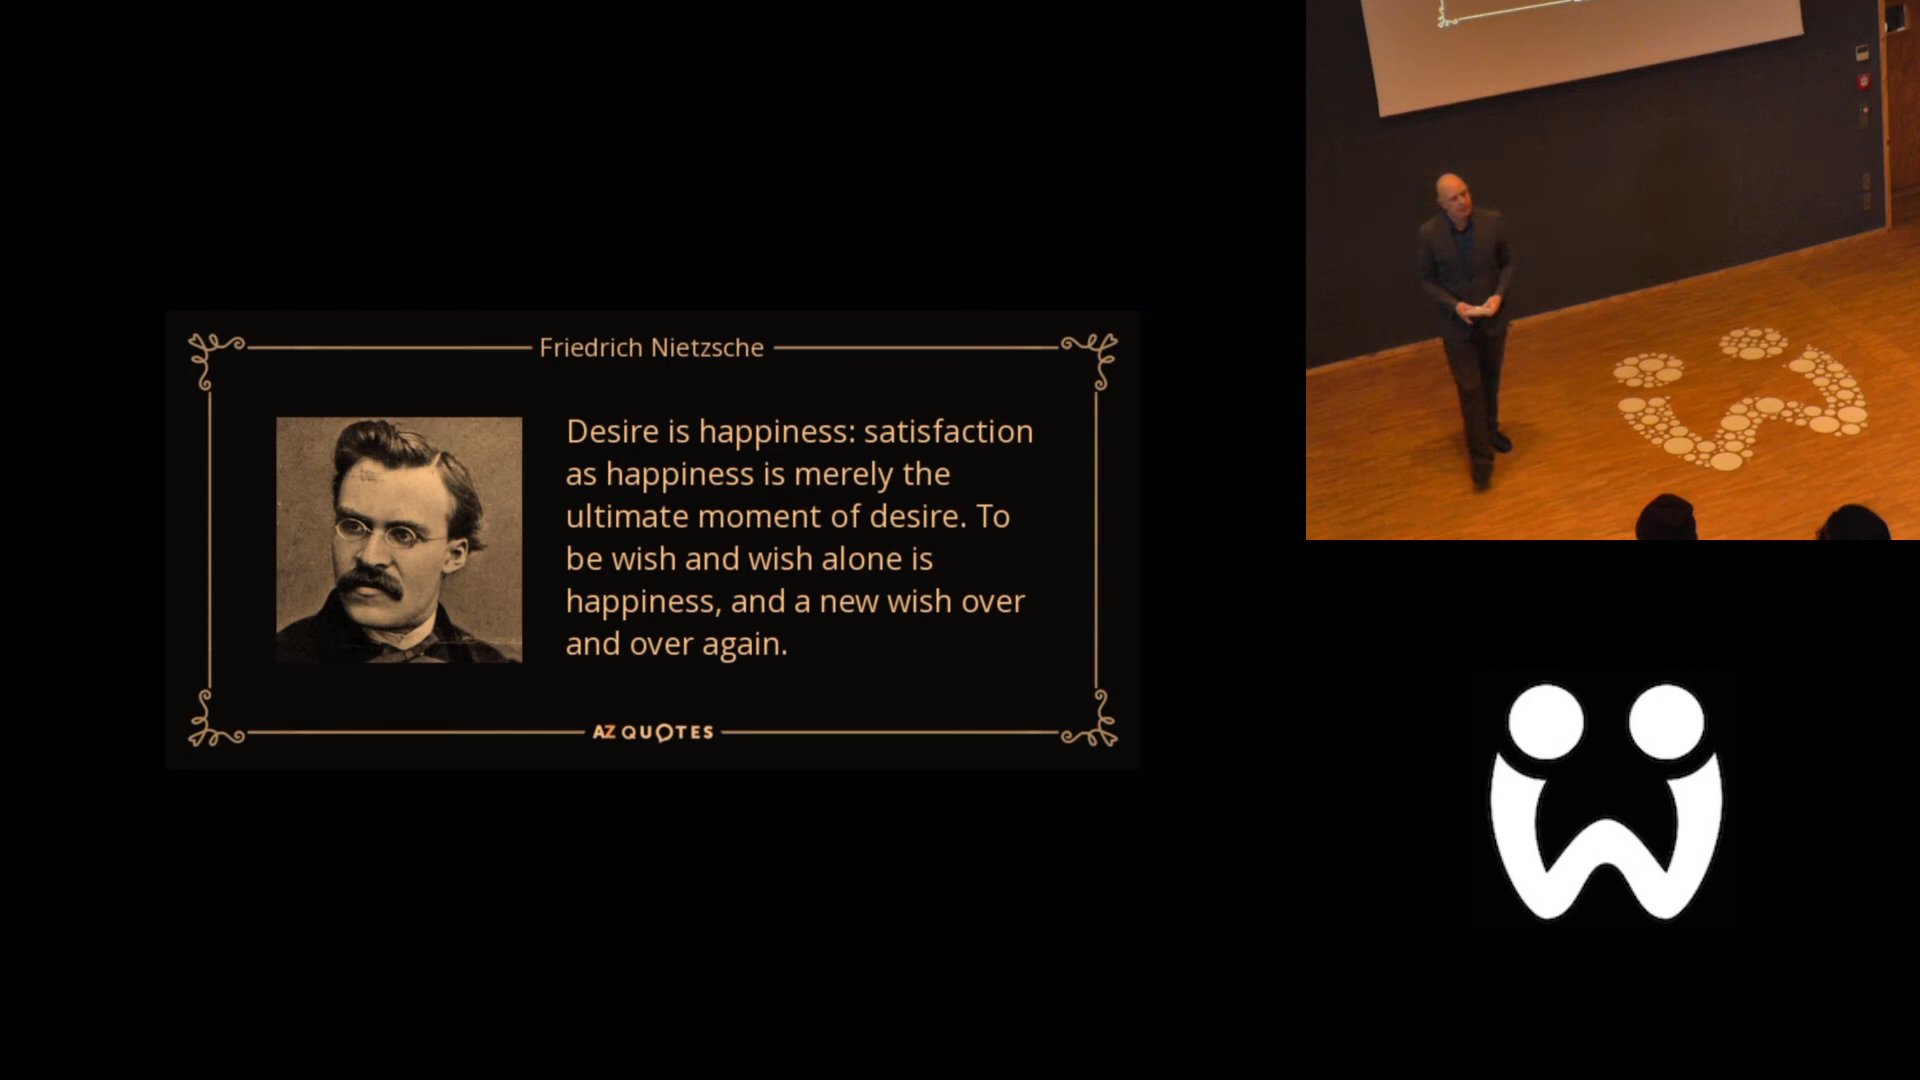 Friedrich Nietzsche
Desire is happiness: satisfaction
as happiness is merely the
ultimate moment of desire. To
be wish and wish alone is
happiness, and a new wish over
and over again.
AZ QUOTES